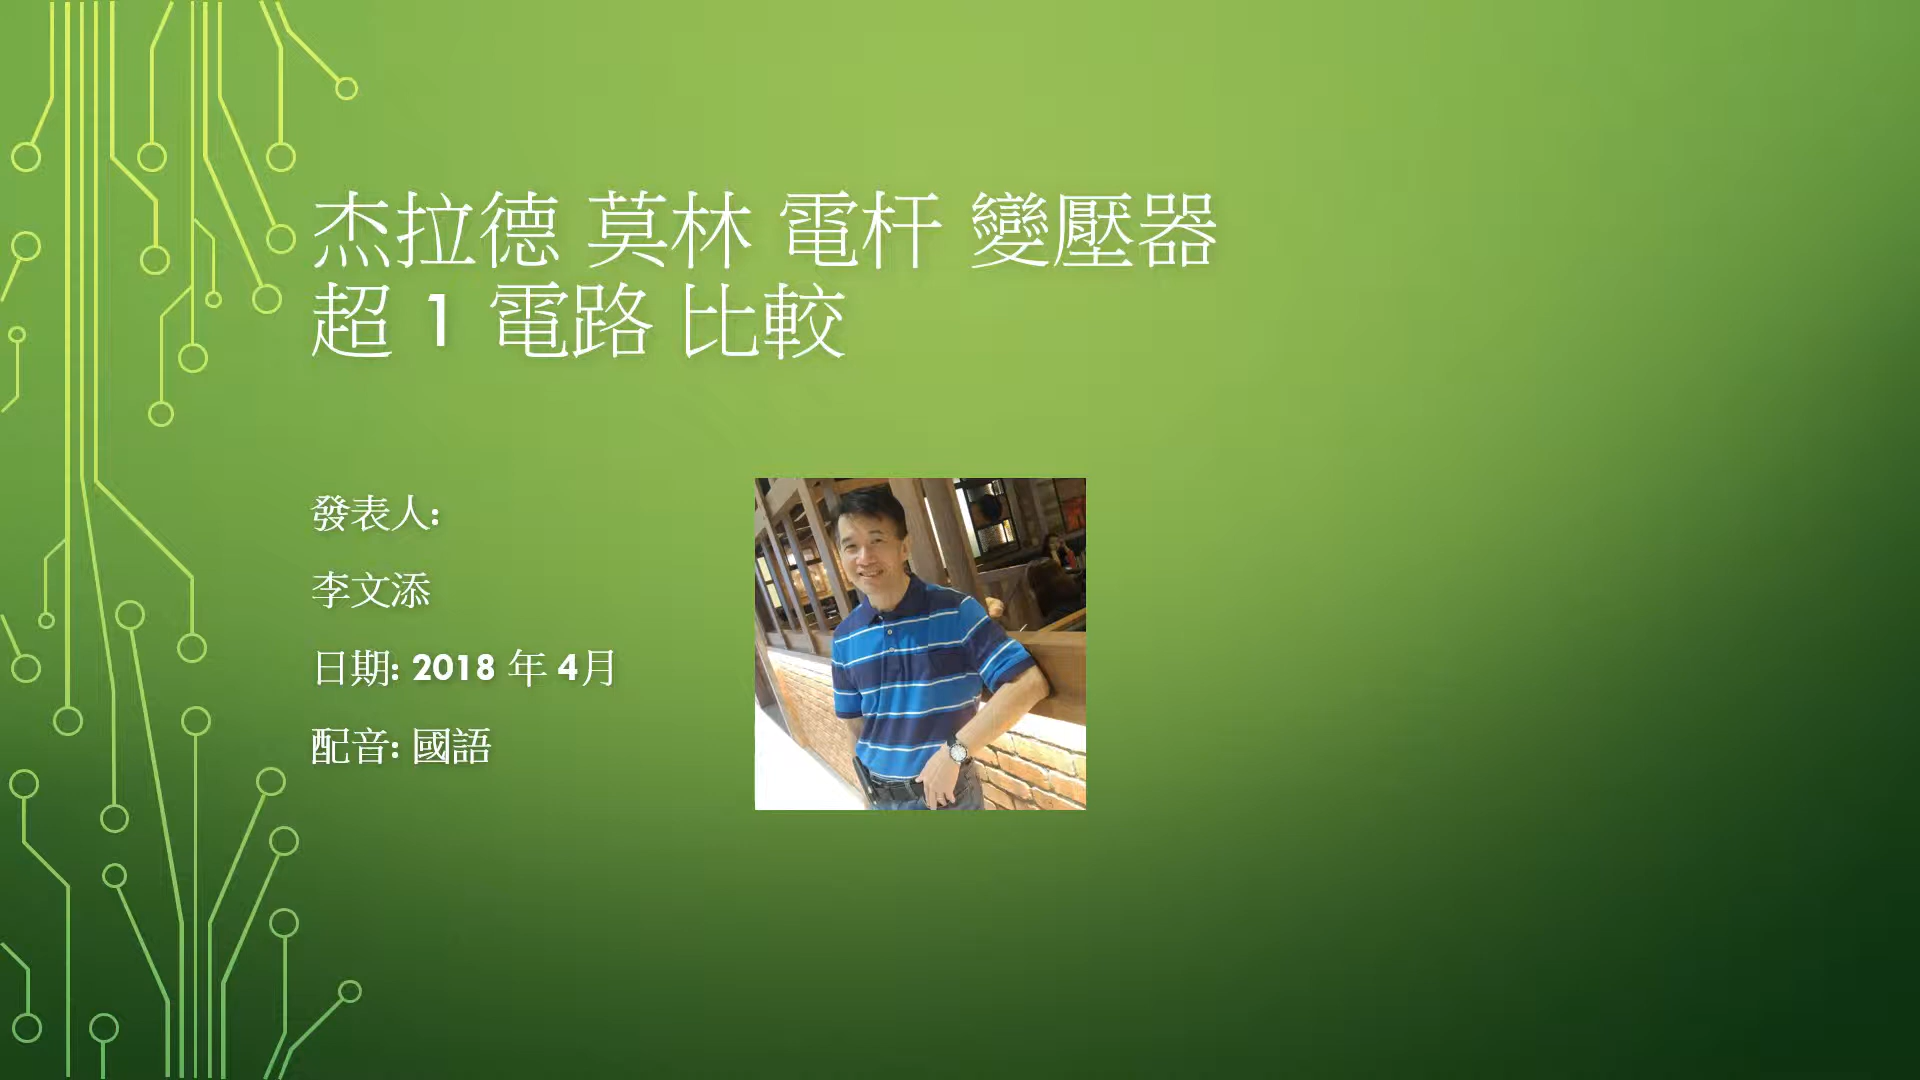 杰拉德 莫林 電杆 變壓器
超 1 電路 比較
發表人:
李文添
日期: 2018 年 4月
配音: 國語